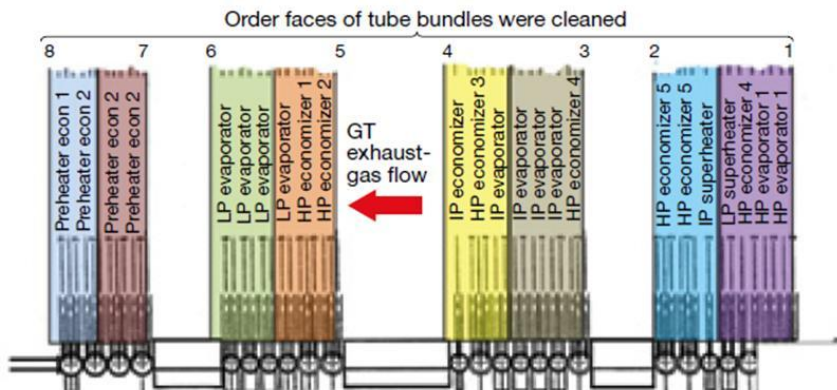 Order faces of tube bundles were cleaned
8 7 6 5 4 3 2 1
Preheater econ 1
Preheater econ 2
Preheater econ 2
Preheater econ 2
LP evaporator
LP evaporator
LP evaporator
LP evaporator
HP economizer 1
HP economizer 2
GT
exhaust-
gas flow
IP economizer
HP economizer 3
IP evaporator
IP evaporator
IP evaporator
IP evaporator
HP economizer 4
HP economizer 5
HP economizer 5
IP superheater
LP superheater
HP economizer 4
HP evaporator 1
HP evaporator 1